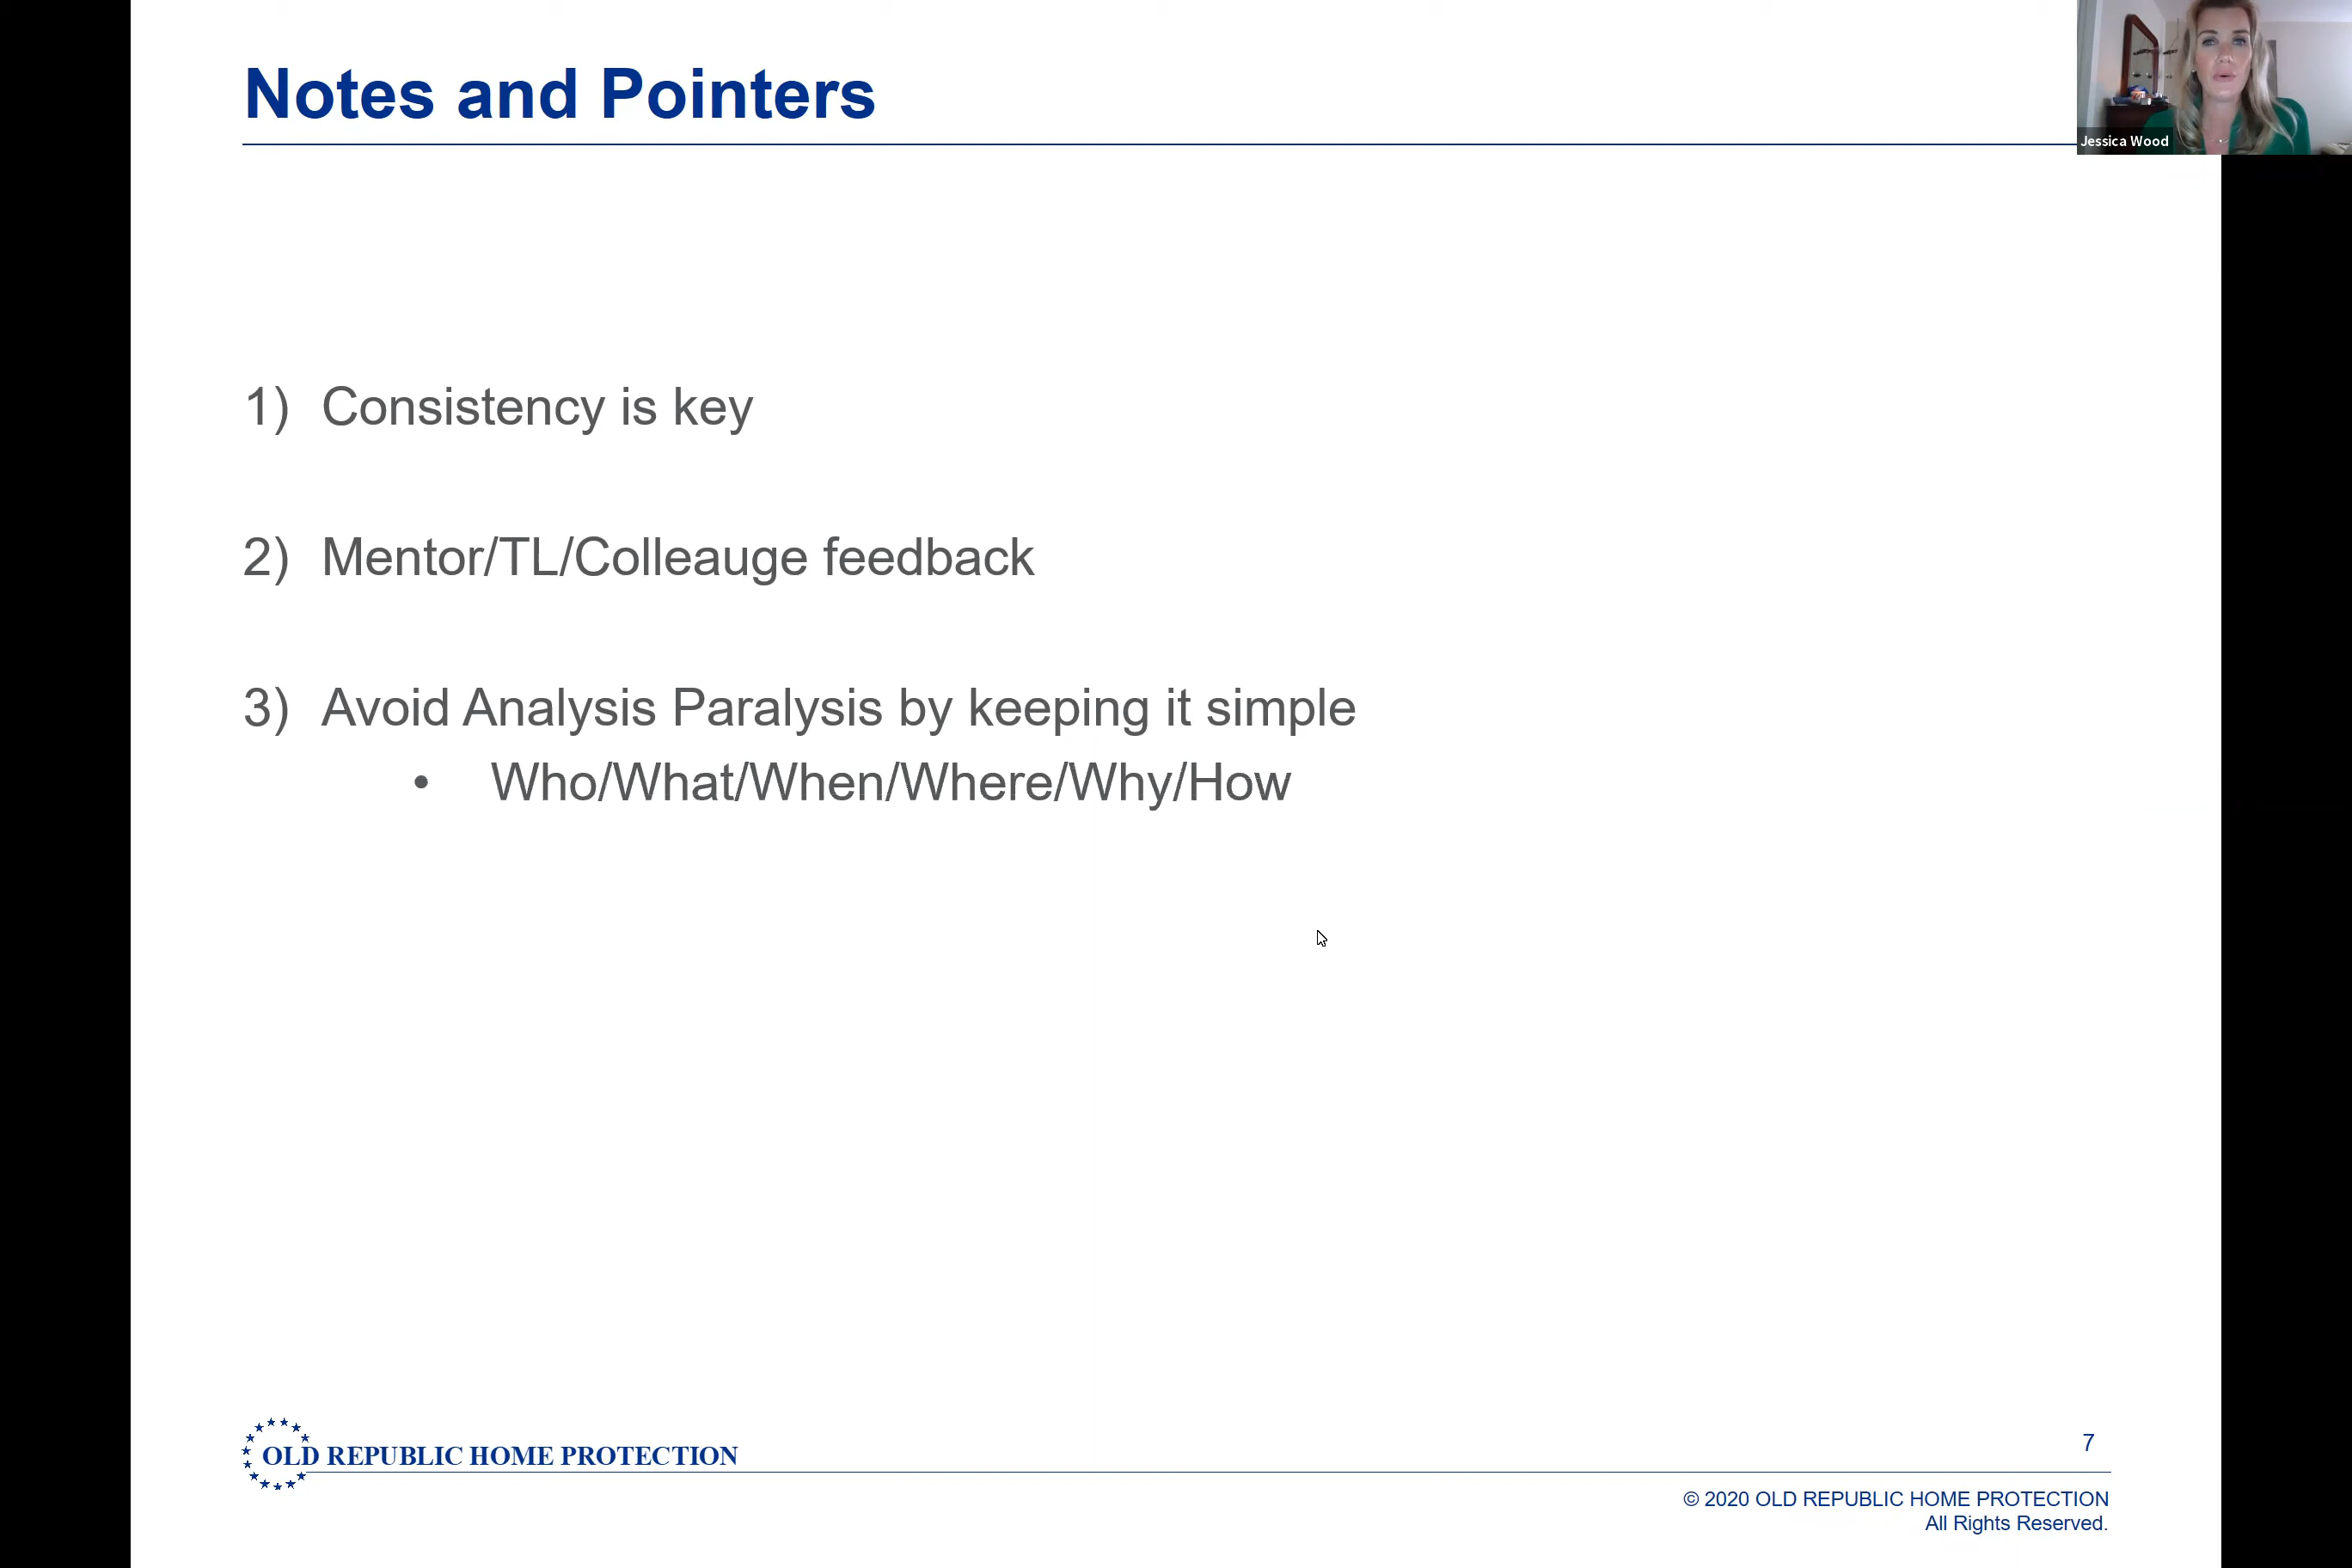 Notes and Pointers
Jessica Wood
1) Consistency is key
2) Mentor/TL/Colleauge feedback
3) Avoid Analysis Paralysis by keeping it simple
• Who/What/When/Where/Why/How
OLD REPUBLIC HOME PROTECTION
7
© 2020 OLD REPUBLIC HOME PROTECTION
All Rights Reserved.